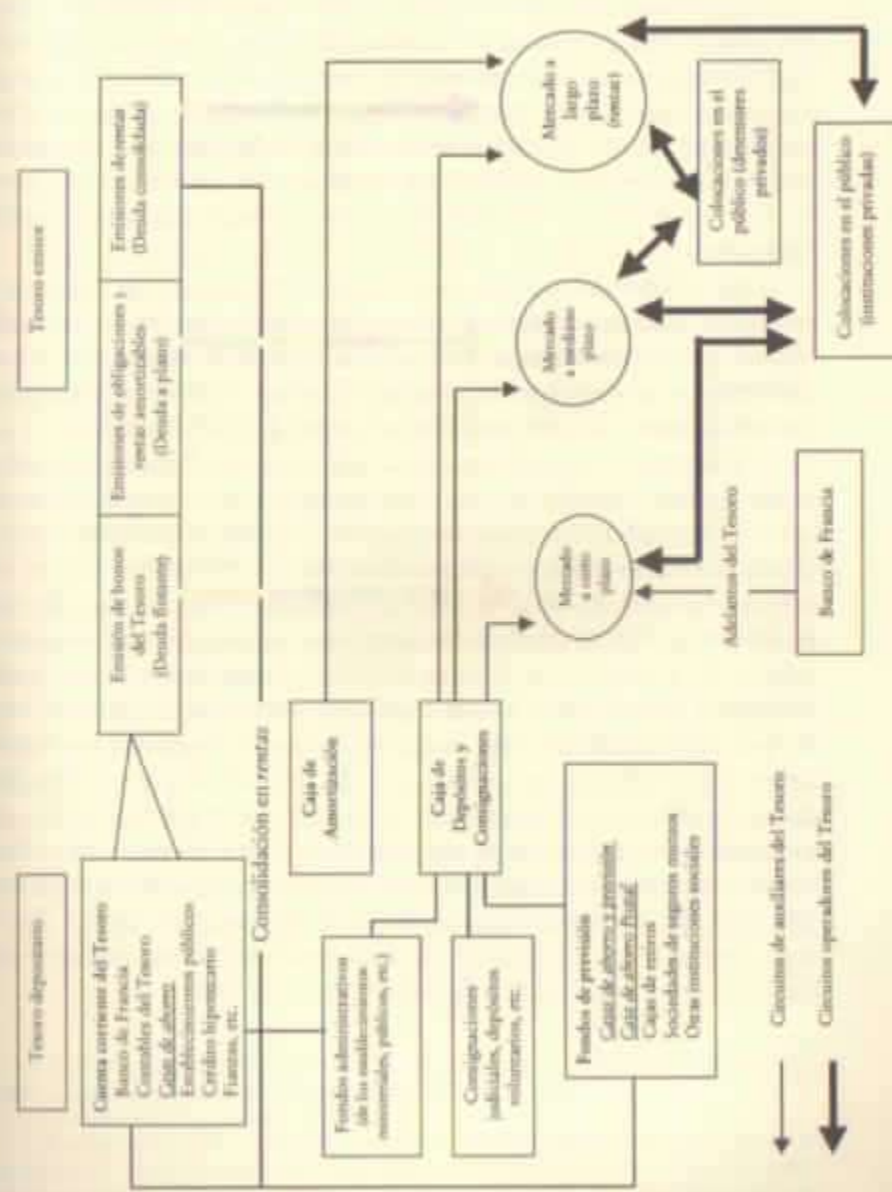 Tesoro depositario
Tesoro emisor
Cuenta corriente del Tesoro
Banco de Francia
Contables del Tesoro
Cajas de ahorro
Establecimientos públicos
Crédito hipotecario
Fianzas, etc.
Emisión de bonos
del Tesoro
(Deuda flotante)
Emisiones de obligaciones y
rentas amortizables
(Deuda a plazo)
Emisiones de rentas
(Deuda consolidada)
Consolidación en rentas
Fondos administrativos
(de los
públicos, etc.)
Caja de
Amortización
Consignaciones
judiciales, depósitos
voluntarios, etc.
Caja de
Depósitos y
Consignaciones
Fondos de previsión
Cajas de ahorro y previsión
Caja de ahorro Postal
Cajas de retiros
Sociedades de seguros mutuos
Otras instituciones sociales
Mercado
a corto
plazo
Mercado
a mediano
plazo
Mercado a
largo
plazo
(rentas)
Adelantos del Tesoro
Banco de Francia
Colocaciones en el
público (detentores
privados)
Colocaciones en el público
(instituciones privadas)
Circuitos de auxiliares del Tesoro
Circuitos operadores del Tesoro